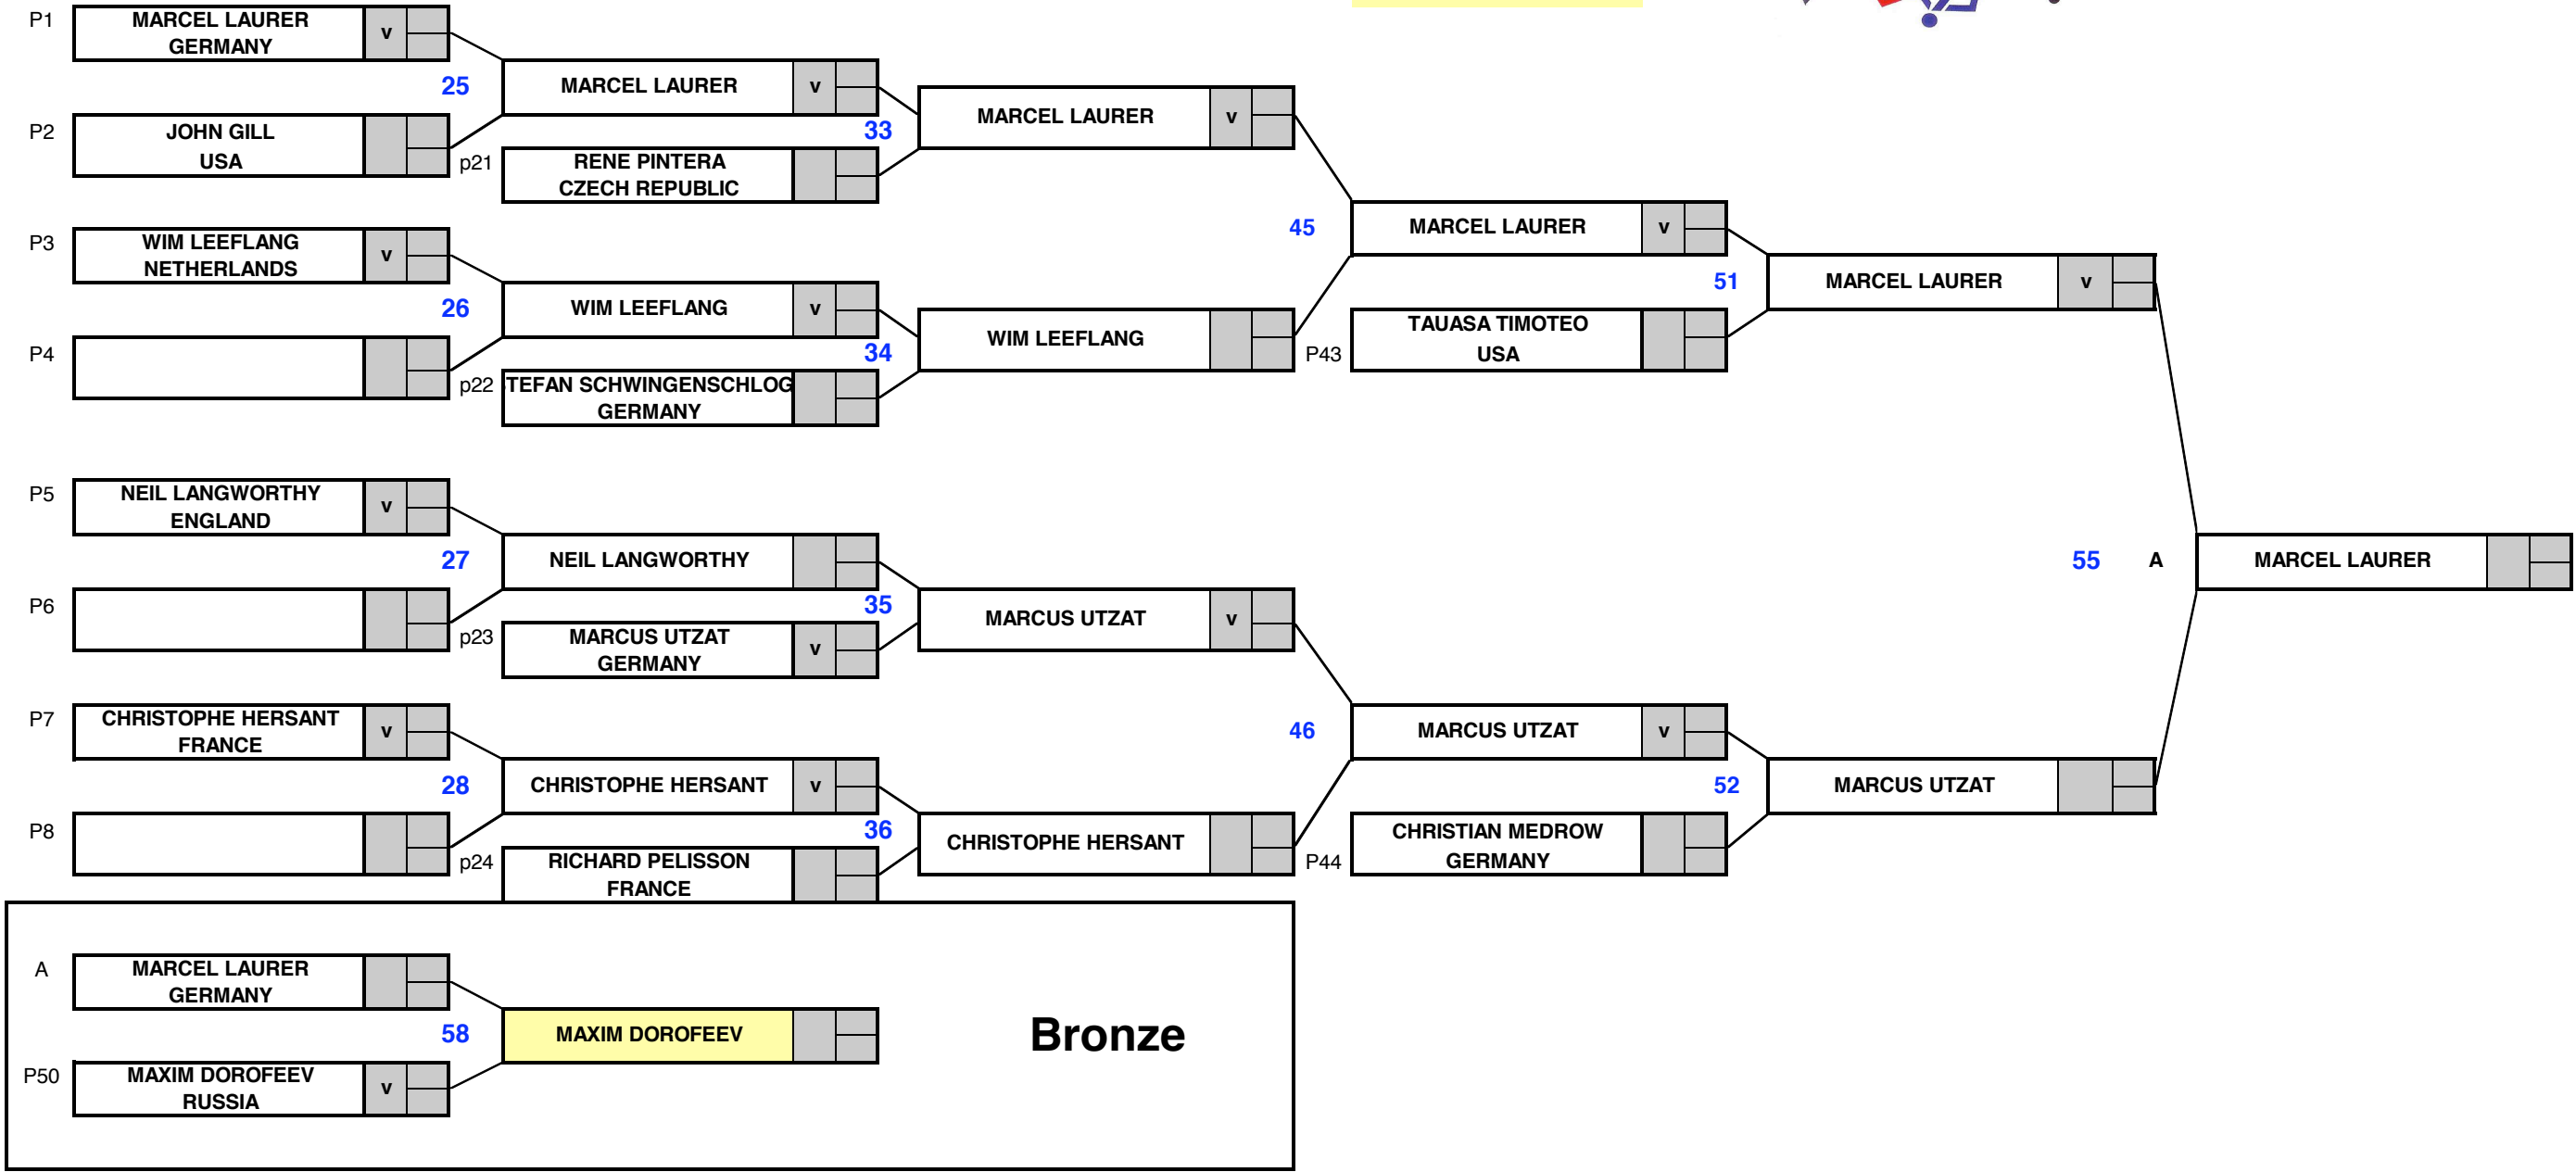 P1
MARCEL LAURER
GERMANY
v
25
MARCEL LAURER
v
P2
JOHN GILL
USA
33
MARCEL LAURER
v
p21
RENE PINTERA
CZECH REPUBLIC
P3
WIM LEEFLANG
NETHERLANDS
v
45
MARCEL LAURER
v
26
WIM LEEFLANG
v
51
MARCEL LAURER
v
P4
34
WIM LEEFLANG
P43
TAUASA TIMOTEO
USA
p22
TEFAN SCHWINGENSCHLOG
GERMANY
P5
NEIL LANGWORTHY
ENGLAND
v
27
NEIL LANGWORTHY
55
A
MARCEL LAURER
P6
35
MARCUS UTZAT
v
p23
MARCUS UTZAT
GERMANY
v
P7
CHRISTOPHE HERSANT
FRANCE
v
46
MARCUS UTZAT
v
28
CHRISTOPHE HERSANT
v
52
MARCUS UTZAT
P8
36
CHRISTOPHE HERSANT
P44
CHRISTIAN MEDROW
GERMANY
p24
RICHARD PELISSON
FRANCE
A
MARCEL LAURER
GERMANY
58
MAXIM DOROFEEV
Bronze
P50
MAXIM DOROFEEV
RUSSIA
v